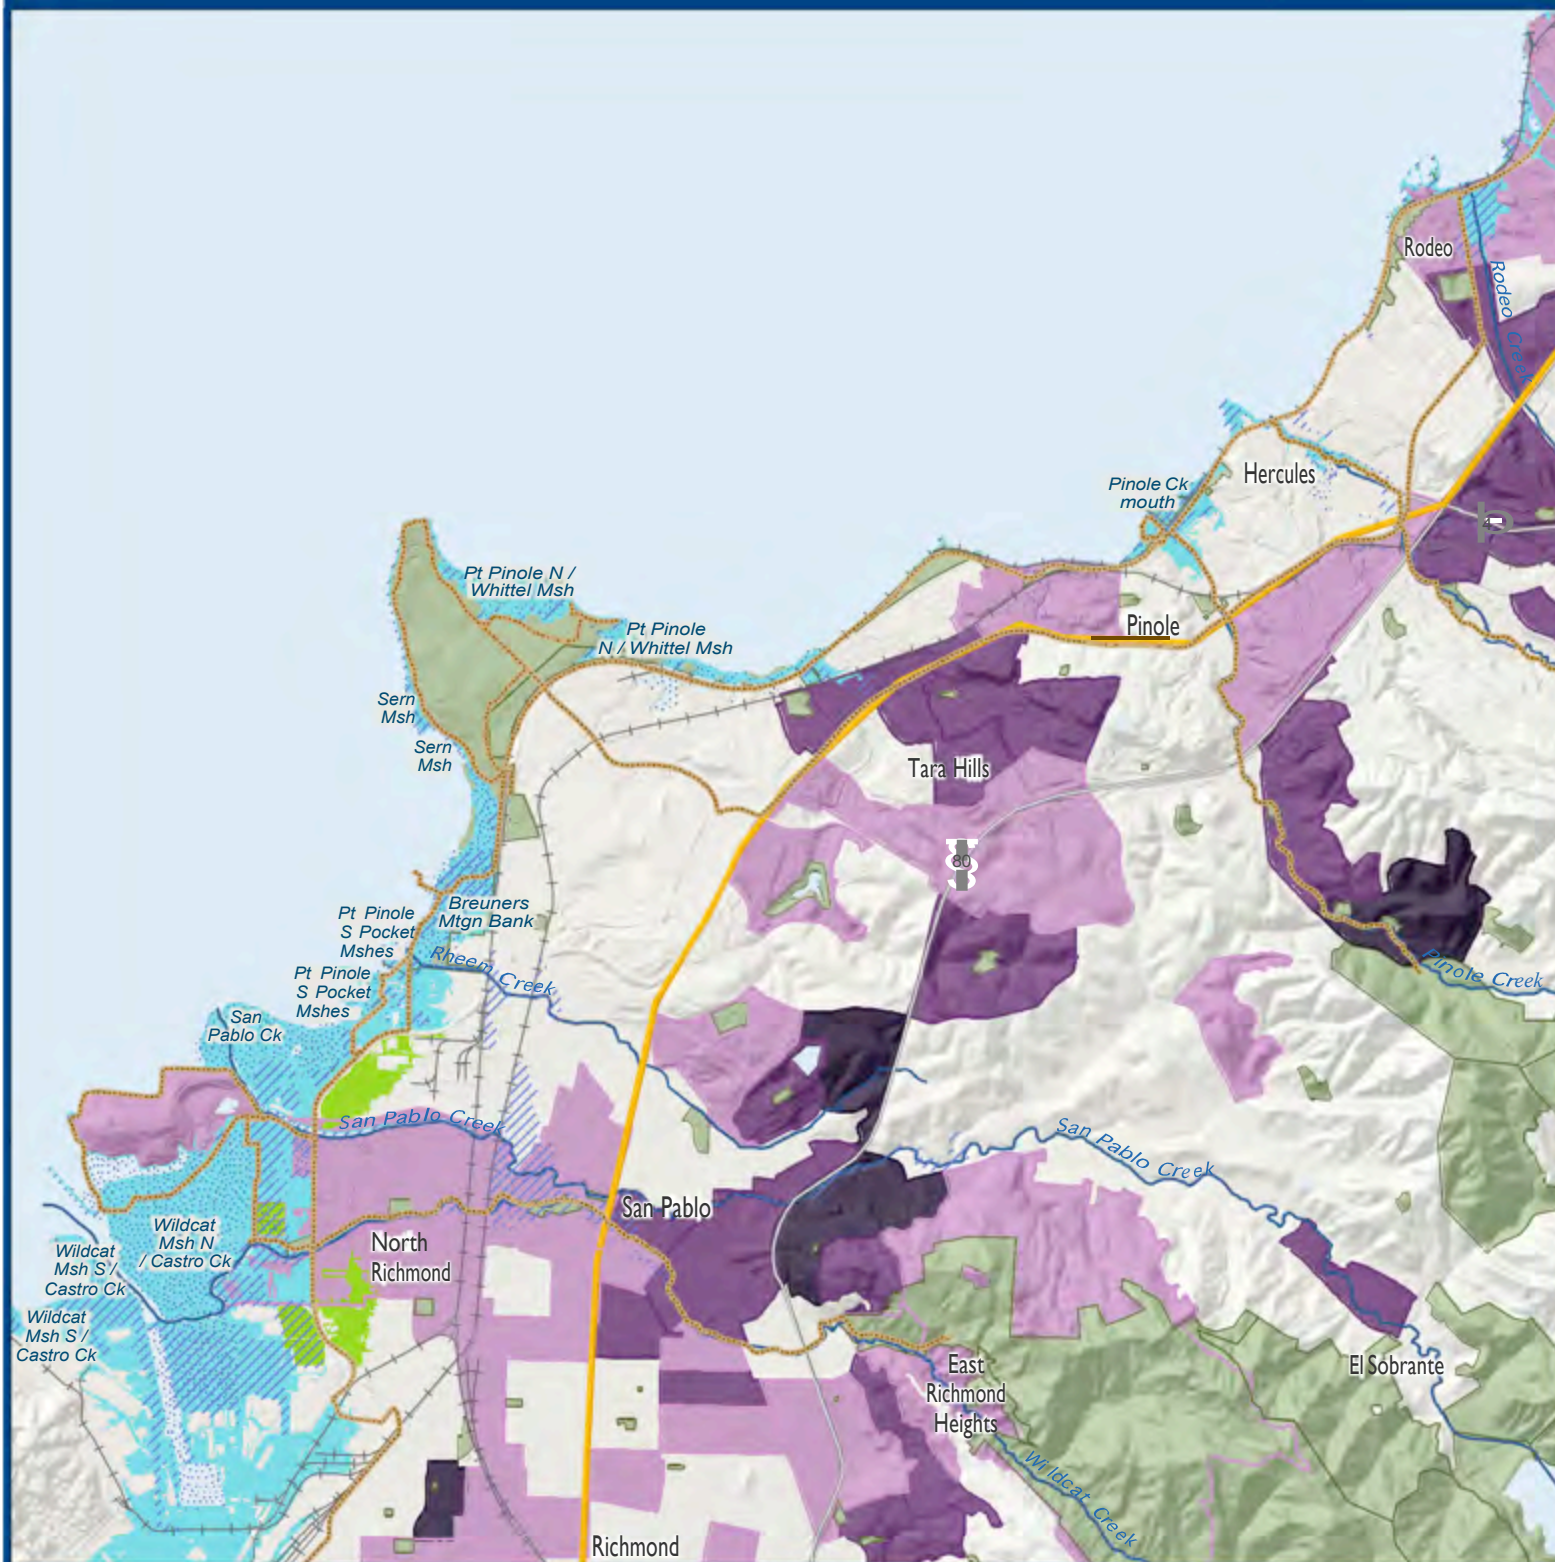 Rodeo
Rodeo Creek
Hercules
Pinole Ck
mouth
Pt Pinole N /
Whittel Msh
Pt Pinole
N / Whittel Msh
Pinole
Sern
Msh
Sern
Msh
Tara Hills
80
Breuners
Mtgn Bank
Pt Pinole
S Pocket
Mshes
Rheem Creek
Pinole Creek
Pt Pinole
S Pocket
Mshes
San
Pablo Ck
San Pablo Creek
San Pablo Creek
San Pablo
Wildcat
Msh N
/ Castro Ck
North
Richmond
Wildcat
Msh S /
Castro Ck
Wildcat
Msh S /
Castro Ck
East
Richmond
Heights
El Sobrante
Wildcat Creek
Richmond